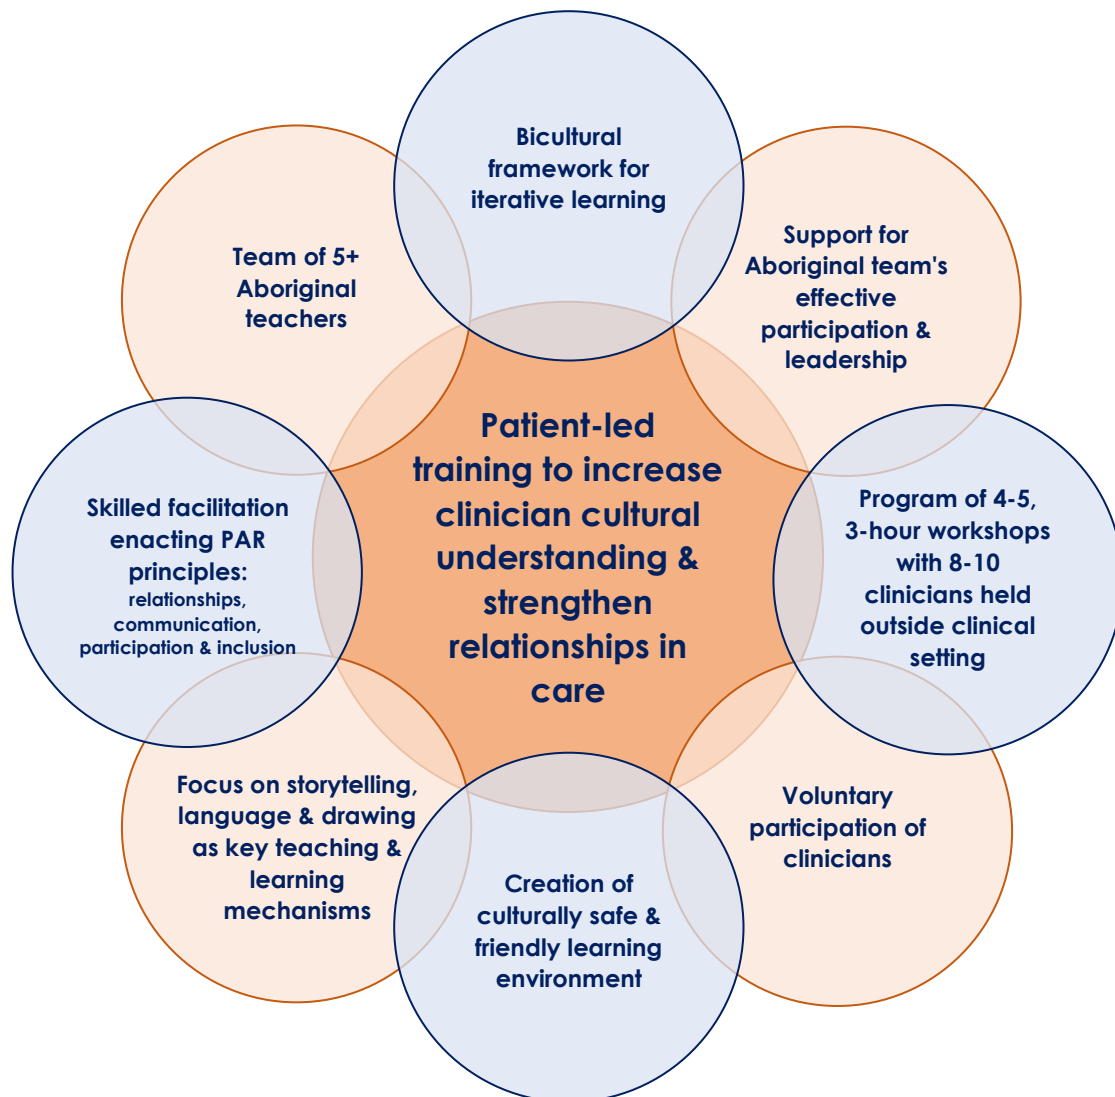 Bicultural
framework for
iterative learning
Support for
Aboriginal team's
effective
participation &
leadership
Program of 4-5,
3-hour workshops
with 8-10
clinicians held
outside clinical
setting
Voluntary
participation of
clinicians
Creation of
culturally safe &
friendly learning
environment
Focus on storytelling,
language & drawing
as key teaching &
learning
mechanisms
Skilled facilitation
enacting PAR
principles:
relationships,
communication,
participation & inclusion
Team of 5+
Aboriginal
teachers
Patient-led
training to increase
clinician cultural
understanding &
strengthen
relationships in
care